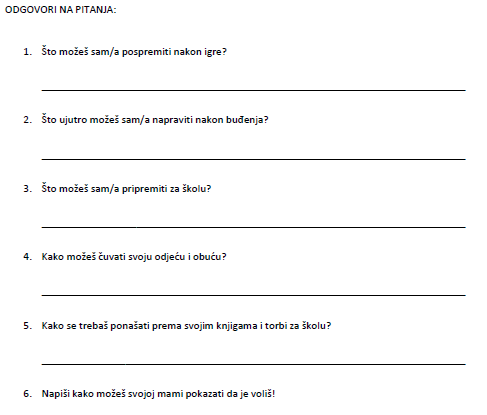 ODGOVORI NA PITANJA:
1. Što možeš sam/a pospremiti nakon igre?
2. Što ujutro možeš sam/a napraviti nakon buđenja?
3. Što možeš sam/a pripremiti za školu?
4. Kako možeš čuvati svoju odjeću i obuću?
5. Kako se trebaš ponašati prema svojim knjigama i torbi za školu?
6. Napiši kako možeš svojoj mami pokazati da je voliš!